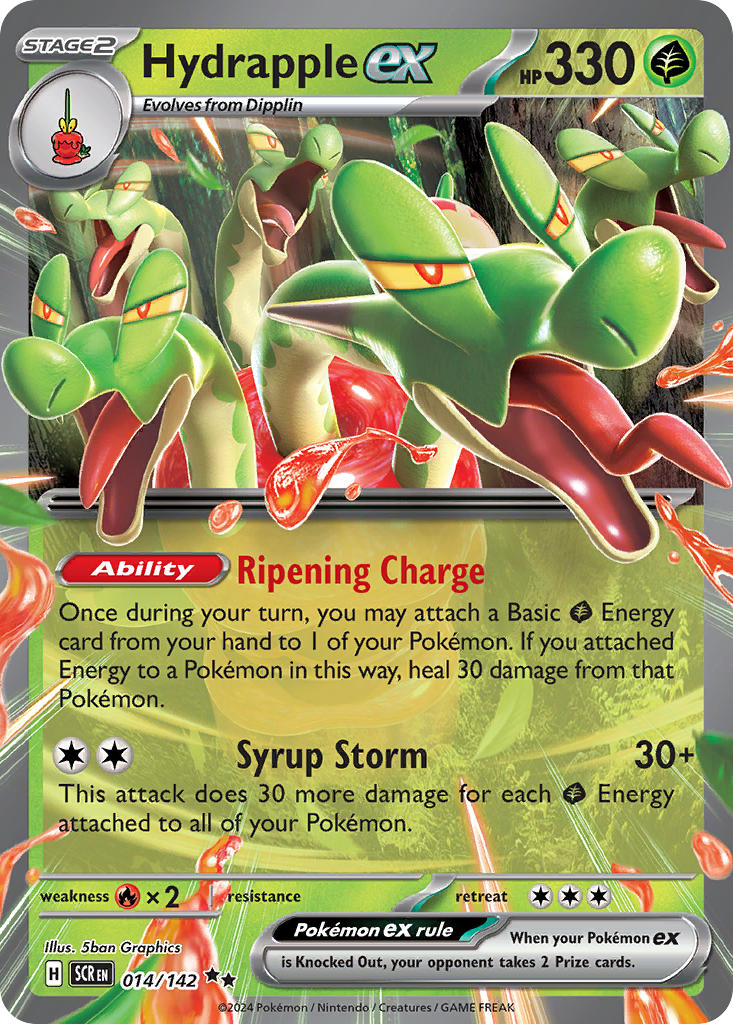 STAGE2
Hydrapple ex
HP 330
Evolves from Dipplin
Ability Ripening Charge
Once during your turn, you may attach a Basic Energy
card from your hand to 1 of your Pokémon. If you attached
Energy to a Pokémon in this way, heal 30 damage from that
Pokémon.
Syrup Storm 30+
This attack does 30 more damage for each Energy
attached to all of your Pokémon.
weakness ×2 resistance retreat
Pokémon ex rule When your Pokémon ex
is Knocked Out, your opponent takes 2 Prize cards.
Illus. 5ban Graphics
H SCR EN 014/142
©2024 Pokémon / Nintendo / Creatures / GAME FREAK